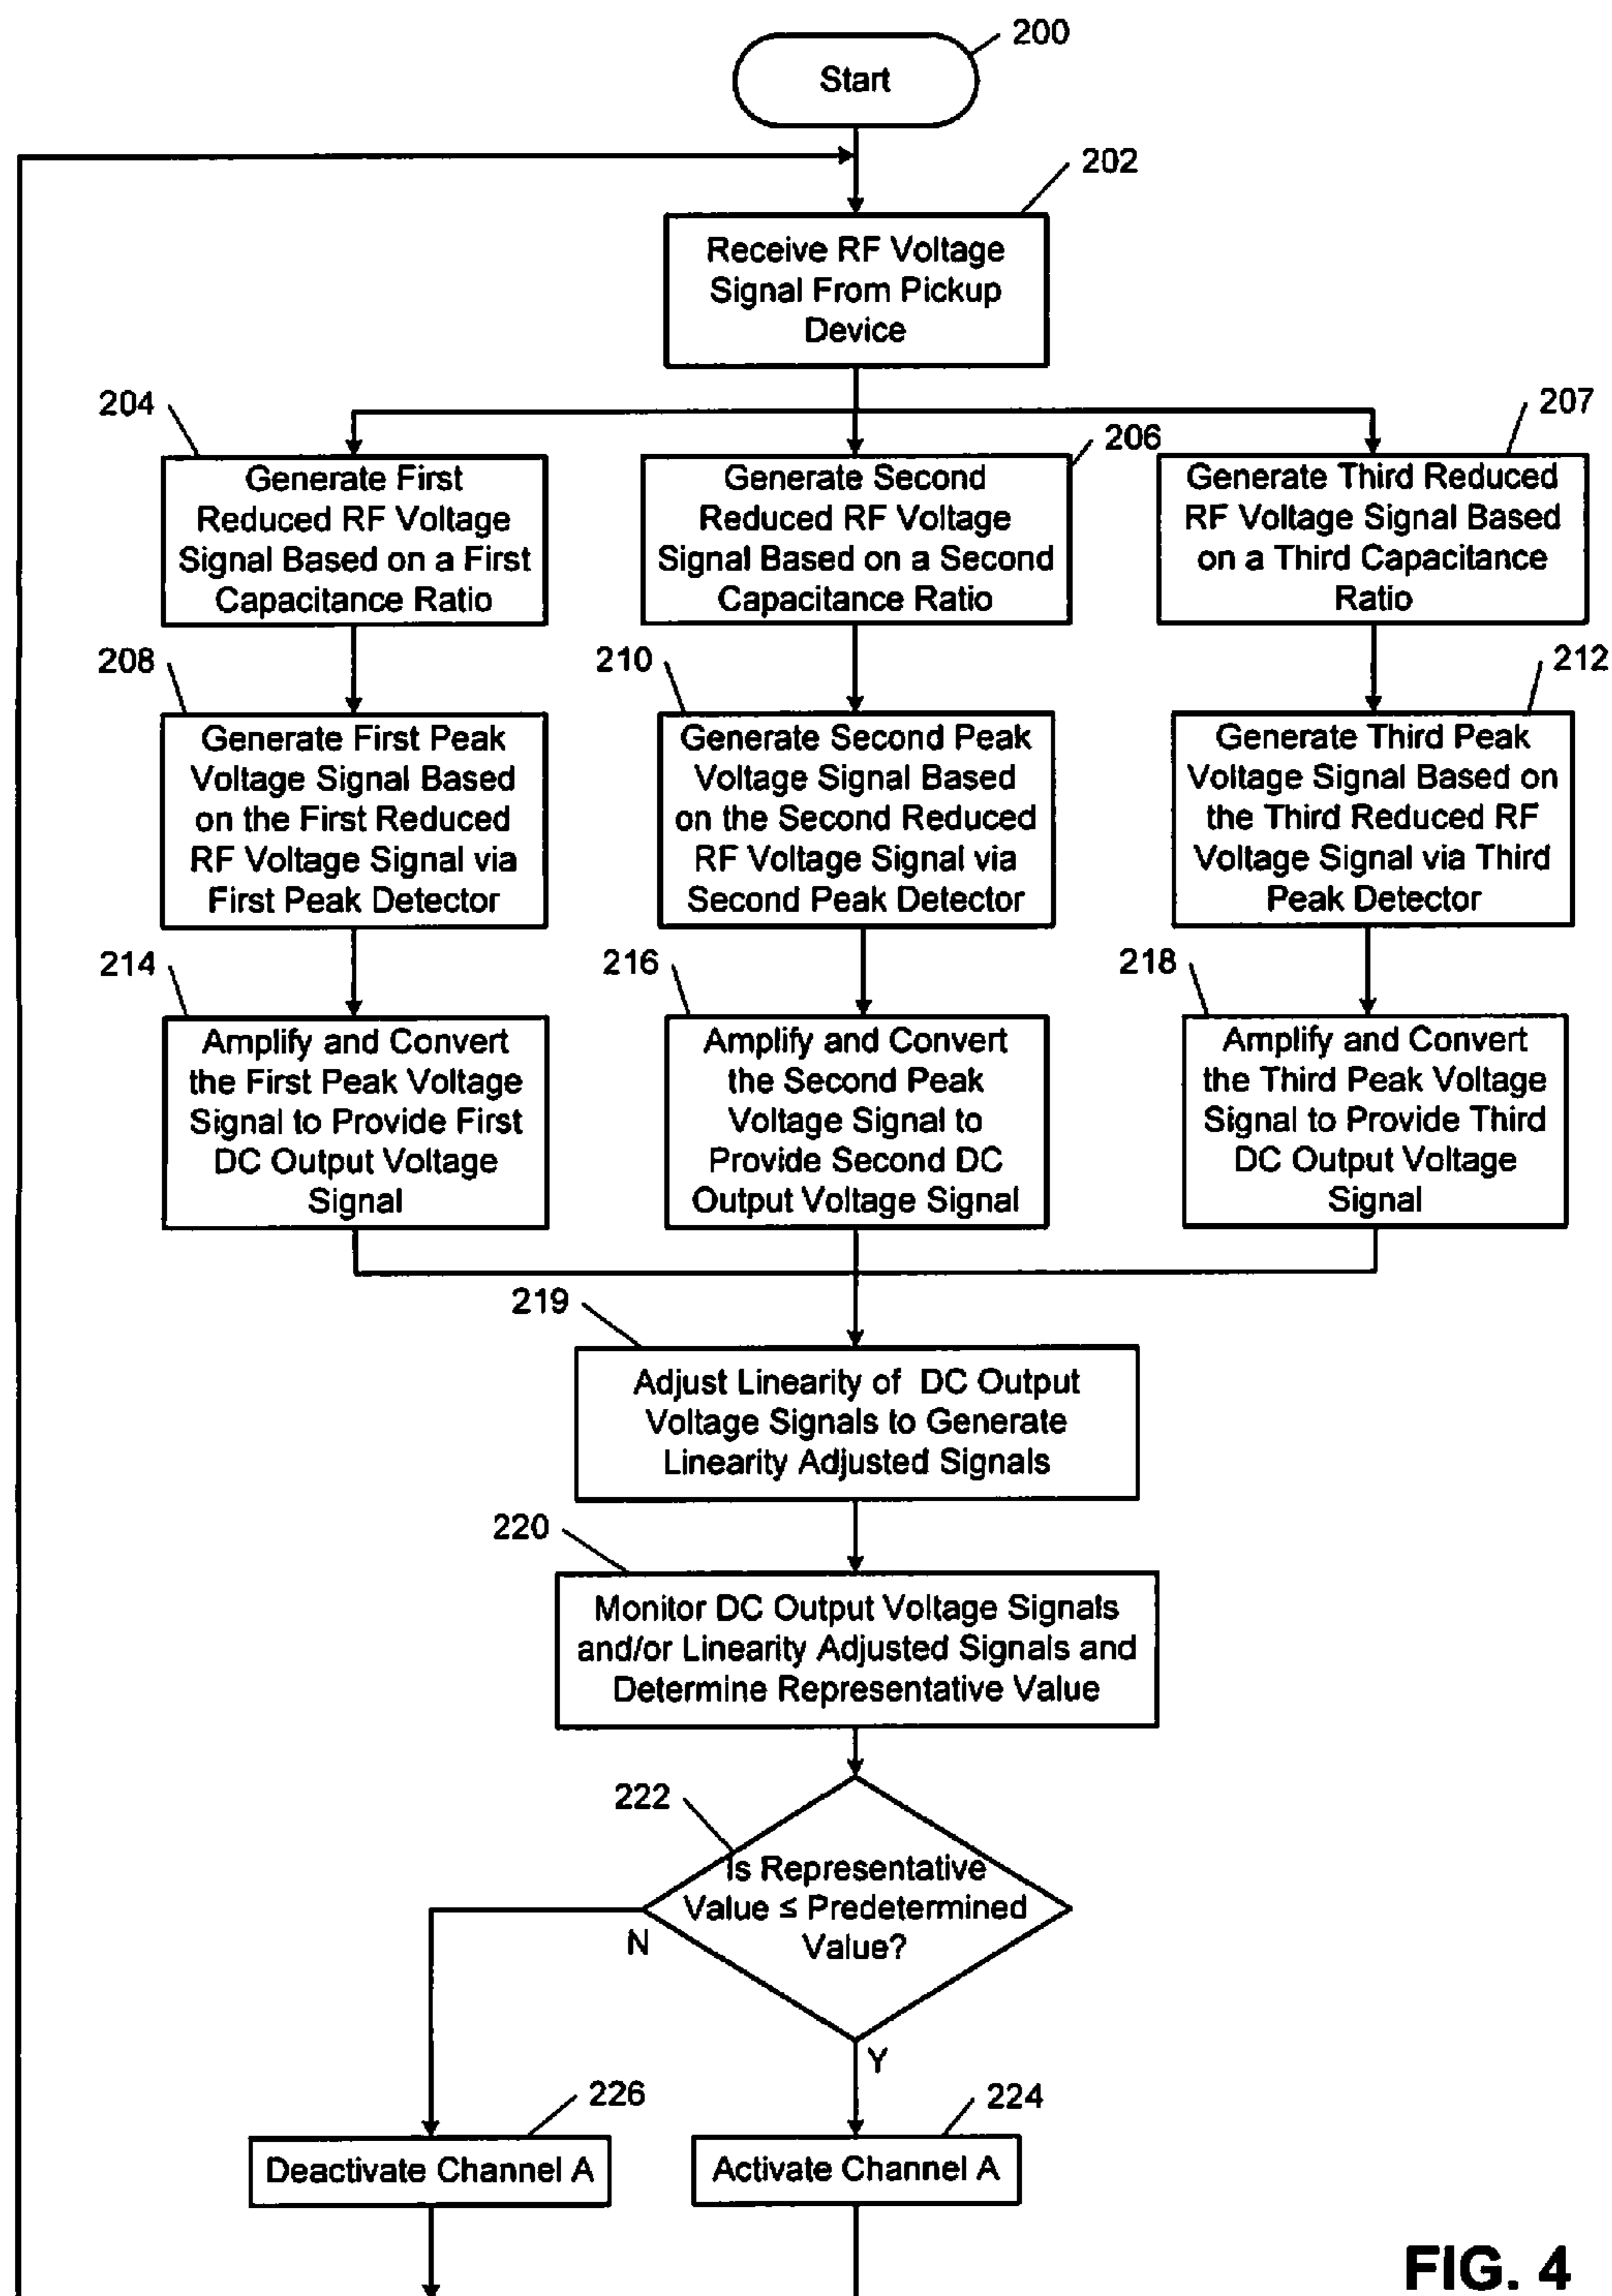 200
Start
202
Receive RF Voltage
Signal From Pickup
Device
204
Generate First
Reduced RF Voltage
Signal Based on a First
Capacitance Ratio
206
Generate Second
Reduced RF Voltage
Signal Based on a Second
Capacitance Ratio
207
Generate Third Reduced
RF Voltage Signal Based
on a Third Capacitance
Ratio
208
Generate First Peak
Voltage Signal Based
on the First Reduced
RF Voltage Signal via
First Peak Detector
210
Generate Second Peak
Voltage Signal Based
on the Second Reduced
RF Voltage Signal via
Second Peak Detector
212
Generate Third Peak
Voltage Signal Based on
the Third Reduced RF
Voltage Signal via Third
Peak Detector
214
Amplify and Convert
the First Peak Voltage
Signal to Provide First
DC Output Voltage
Signal
216
Amplify and Convert
the Second Peak
Voltage Signal to
Provide Second DC
Output Voltage Signal
218
Amplify and Convert
the Third Peak Voltage
Signal to Provide Third
DC Output Voltage
Signal
219
Adjust Linearity of DC Output
Voltage Signals to Generate
Linearity Adjusted Signals
220
Monitor DC Output Voltage Signals
and/or Linearity Adjusted Signals and
Determine Representative Value
222
Is Representative
Value ≤ Predetermined
Value?
N
Y
226
Deactivate Channel A
224
Activate Channel A
FIG. 4